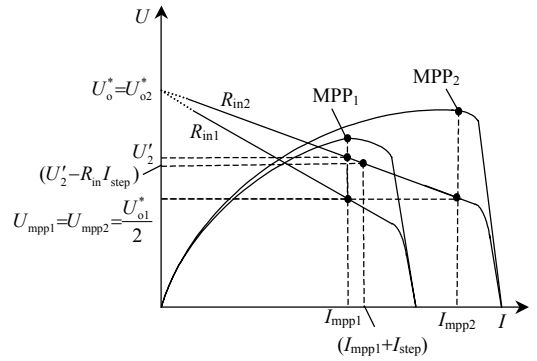 U
U*o=U*o2
Rin2
Rin1
MPP1
MPP2
U′2
(U′2−RinIstep)
Umpp1=Umpp2=U*o1/2
Impp1
Impp2
I
(Impp1+Istep)